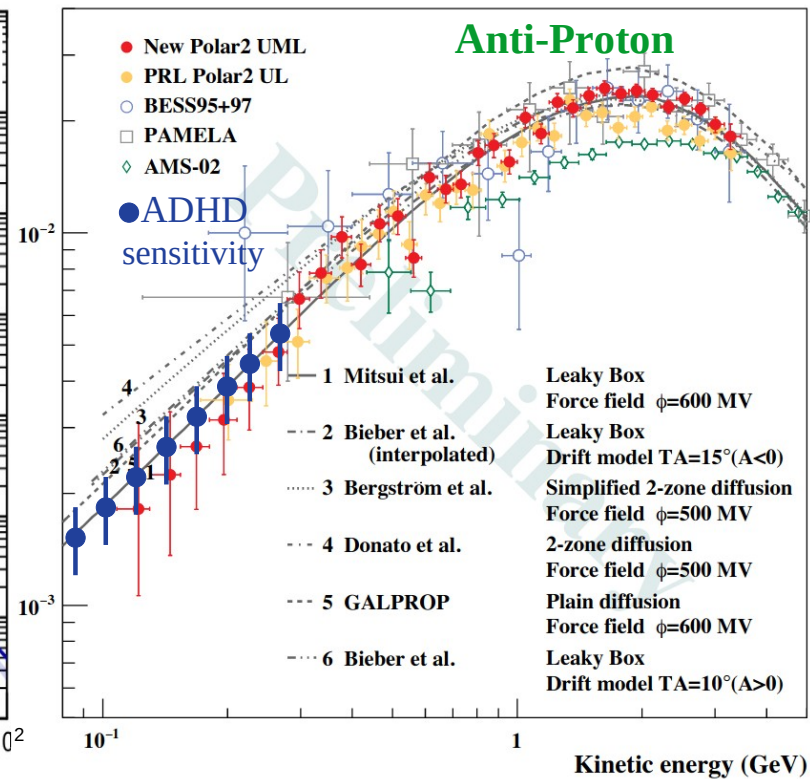 Anti-Proton
New Polar2 UML
PRL Polar2 UL
BESS95+97
PAMELA
AMS-02
ADHD
sensitivity
Preliminary
10⁻²
10⁻³
4
3
6
2
5
1
1 Mitsui et al. Leaky Box
Force field ϕ=600 MV
2 Bieber et al. Leaky Box
(interpolated) Drift model TA=15°(A<0)
3 Bergström et al. Simplified 2-zone diffusion
Force field ϕ=500 MV
4 Donato et al. 2-zone diffusion
Force field ϕ=500 MV
5 GALPROP Plain diffusion
Force field ϕ=600 MV
6 Bieber et al. Leaky Box
Drift model TA=10°(A>0)
10⁻¹ 1
Kinetic energy (GeV)